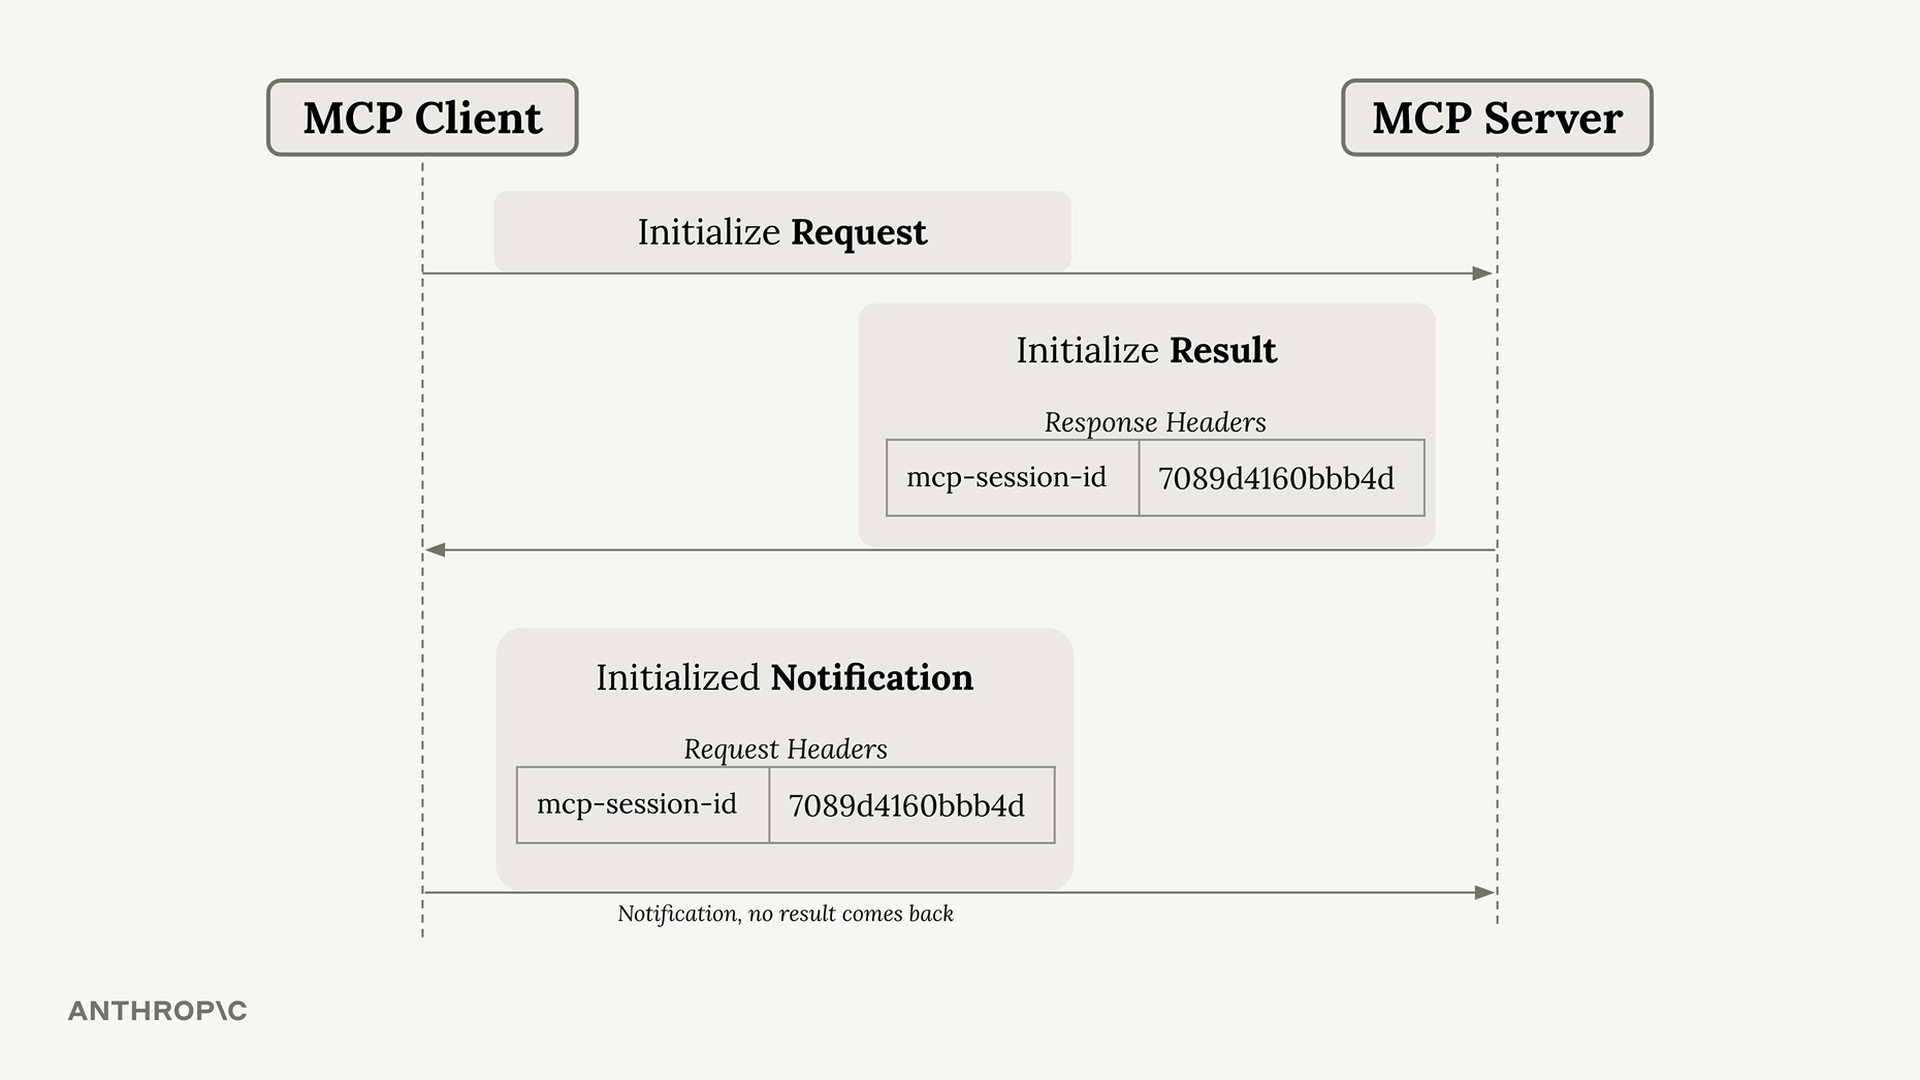 MCP Client
MCP Server
Initialize Request
Initialize Result
Response Headers
mcp-session-id 7089d4160bbb4d
Initialized Notification
Request Headers
mcp-session-id 7089d4160bbb4d
Notification, no result comes back
ANTHROP\C